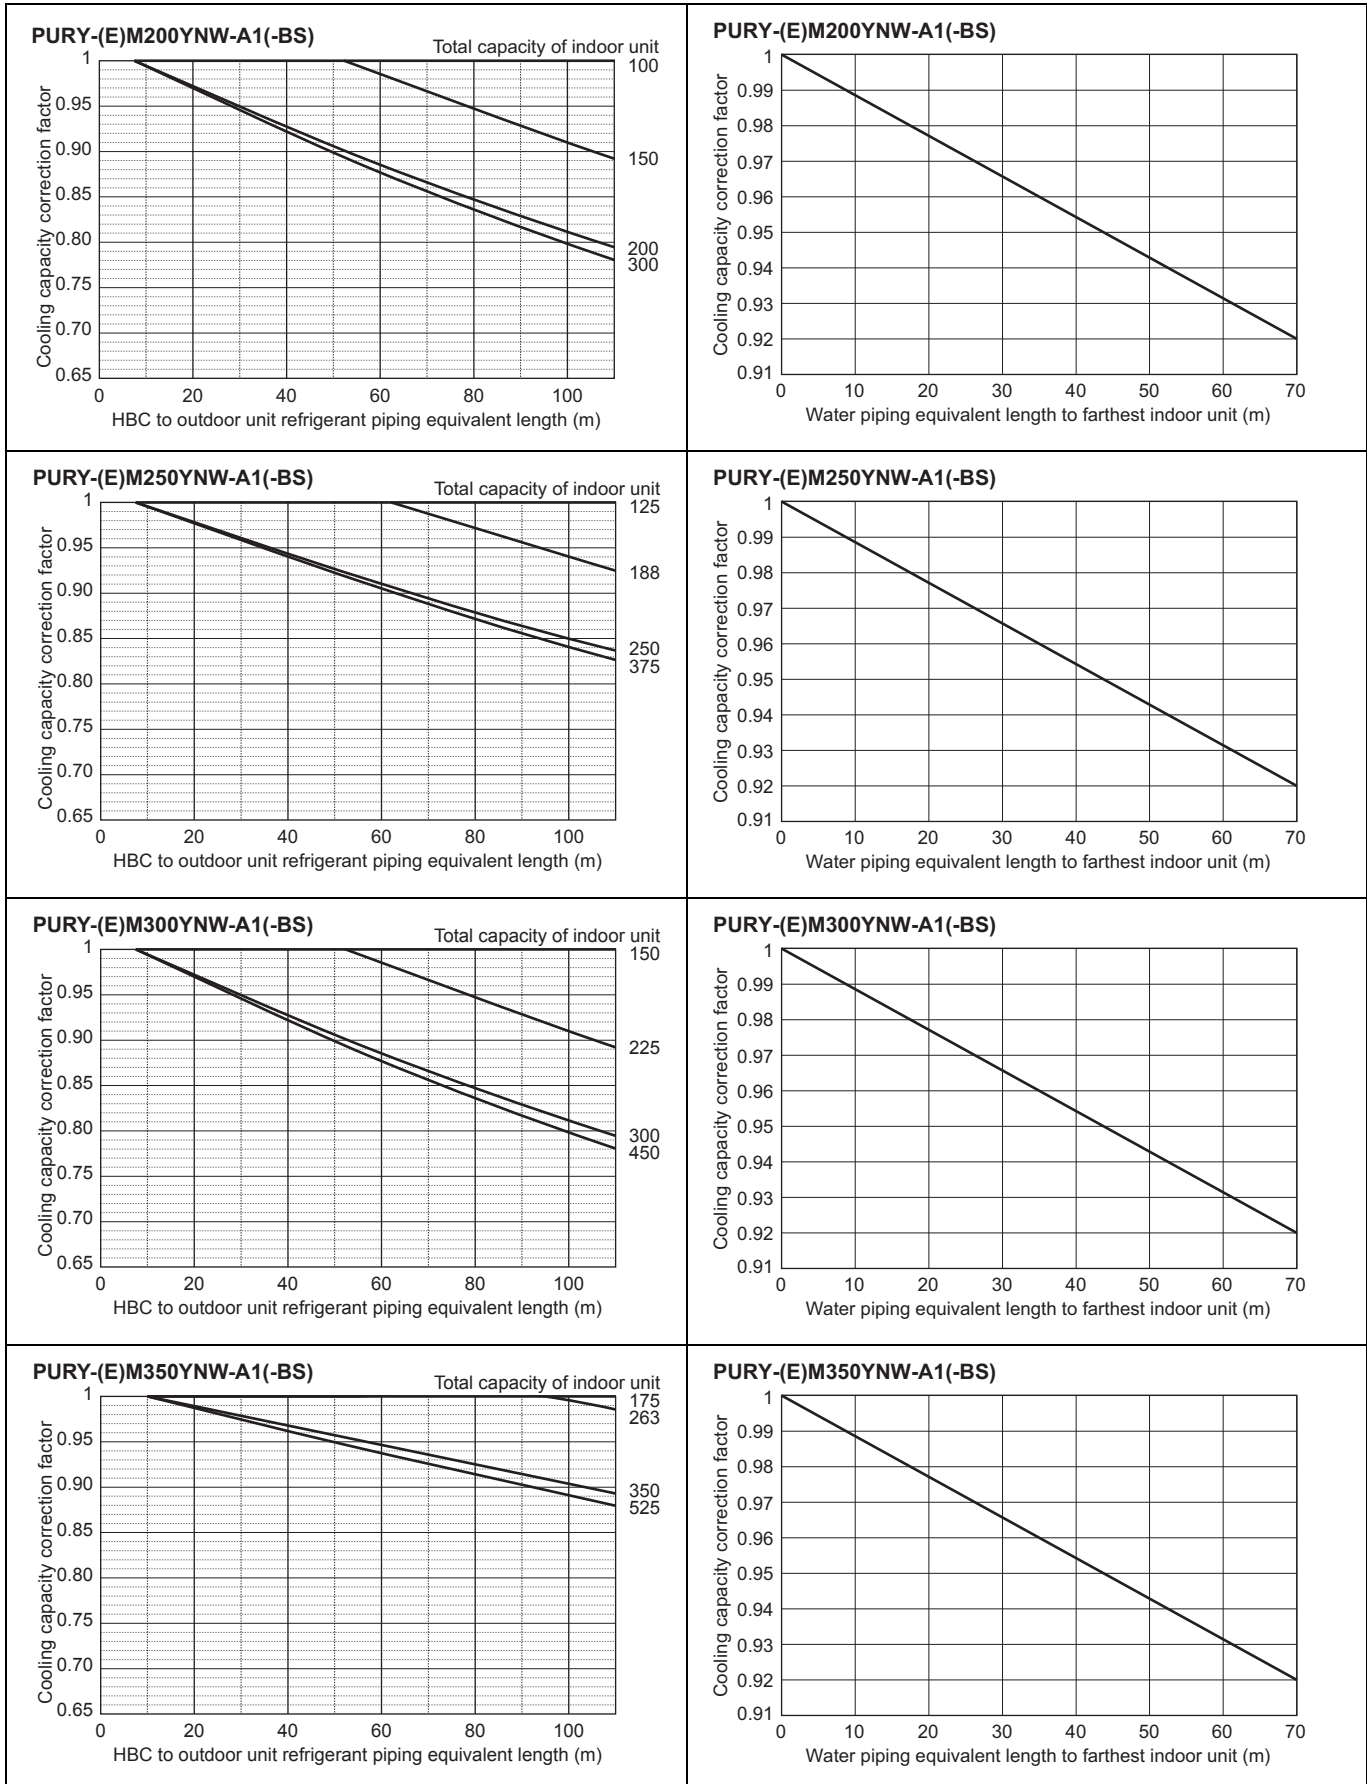 PURY-(E)M200YNW-A1(-BS)
Total capacity of indoor unit
Cooling capacity correction factor
1
0.95
0.90
0.85
0.80
0.75
0.70
0.65
100
150
200
300
0 20 40 60 80 100
HBC to outdoor unit refrigerant piping equivalent length (m)
PURY-(E)M200YNW-A1(-BS)
Cooling capacity correction factor
1
0.99
0.98
0.97
0.96
0.95
0.94
0.93
0.92
0.91
0 10 20 30 40 50 60 70
Water piping equivalent length to farthest indoor unit (m)
PURY-(E)M250YNW-A1(-BS)
Total capacity of indoor unit
Cooling capacity correction factor
1
0.95
0.90
0.85
0.80
0.75
0.70
0.65
125
188
250
375
0 20 40 60 80 100
HBC to outdoor unit refrigerant piping equivalent length (m)
PURY-(E)M250YNW-A1(-BS)
Cooling capacity correction factor
1
0.99
0.98
0.97
0.96
0.95
0.94
0.93
0.92
0.91
0 10 20 30 40 50 60 70
Water piping equivalent length to farthest indoor unit (m)
PURY-(E)M300YNW-A1(-BS)
Total capacity of indoor unit
Cooling capacity correction factor
1
0.95
0.90
0.85
0.80
0.75
0.70
0.65
150
225
300
450
0 20 40 60 80 100
HBC to outdoor unit refrigerant piping equivalent length (m)
PURY-(E)M300YNW-A1(-BS)
Cooling capacity correction factor
1
0.99
0.98
0.97
0.96
0.95
0.94
0.93
0.92
0.91
0 10 20 30 40 50 60 70
Water piping equivalent length to farthest indoor unit (m)
PURY-(E)M350YNW-A1(-BS)
Total capacity of indoor unit
Cooling capacity correction factor
1
0.95
0.90
0.85
0.80
0.75
0.70
0.65
175
263
350
525
0 20 40 60 80 100
HBC to outdoor unit refrigerant piping equivalent length (m)
PURY-(E)M350YNW-A1(-BS)
Cooling capacity correction factor
1
0.99
0.98
0.97
0.96
0.95
0.94
0.93
0.92
0.91
0 10 20 30 40 50 60 70
Water piping equivalent length to farthest indoor unit (m)